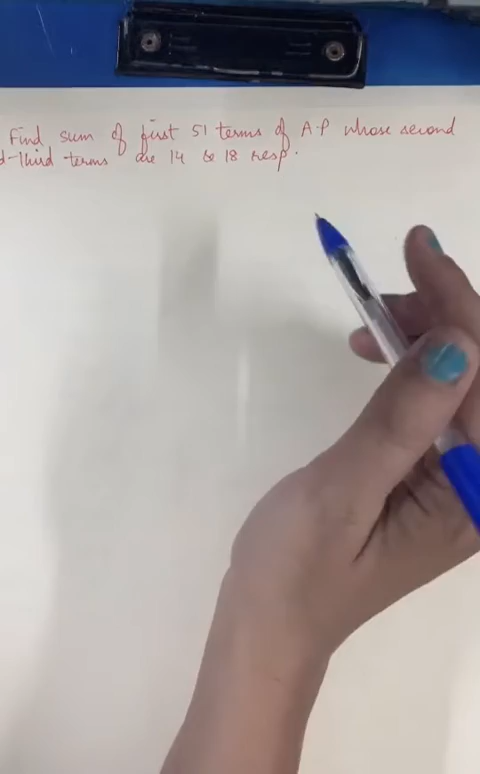 Find sum of first 51 terms of A.P whose second
d third terms are 14 & 18 resp.